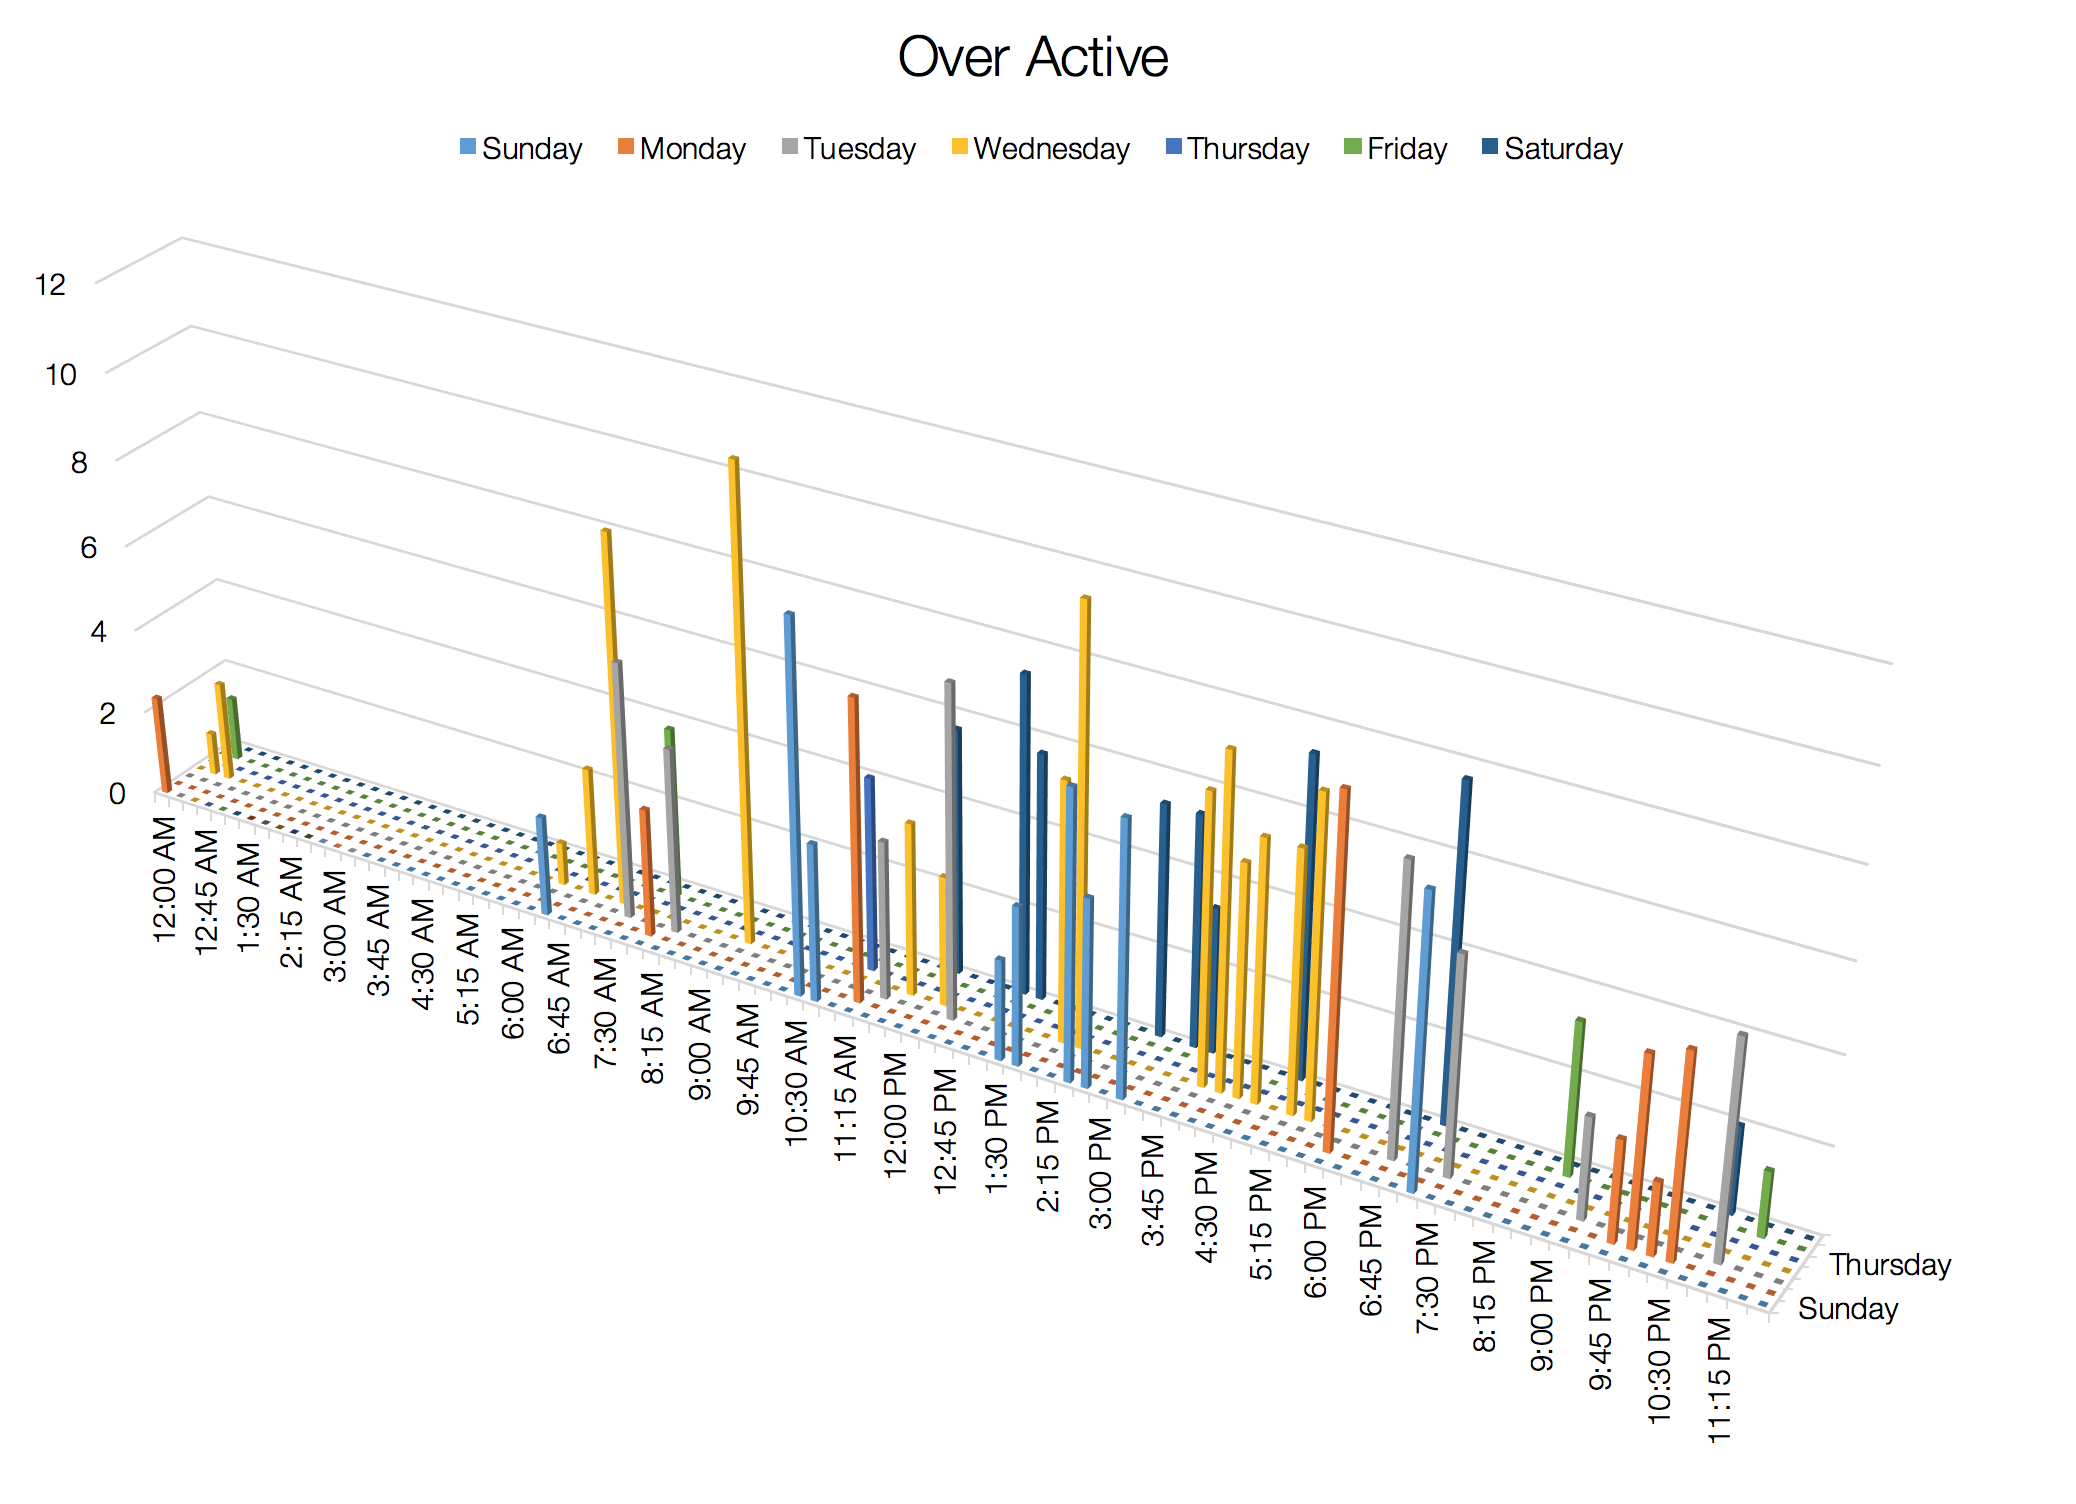 Over Active
Sunday Monday Tuesday Wednesday Thursday Friday Saturday
12
10
8
6
4
2
0
12:00 AM
12:45 AM
1:30 AM
2:15 AM
3:00 AM
3:45 AM
4:30 AM
5:15 AM
6:00 AM
6:45 AM
7:30 AM
8:15 AM
9:00 AM
9:45 AM
10:30 AM
11:15 AM
12:00 PM
12:45 PM
1:30 PM
2:15 PM
3:00 PM
3:45 PM
4:30 PM
5:15 PM
6:00 PM
6:45 PM
7:30 PM
8:15 PM
9:00 PM
9:45 PM
10:30 PM
11:15 PM
Thursday
Sunday